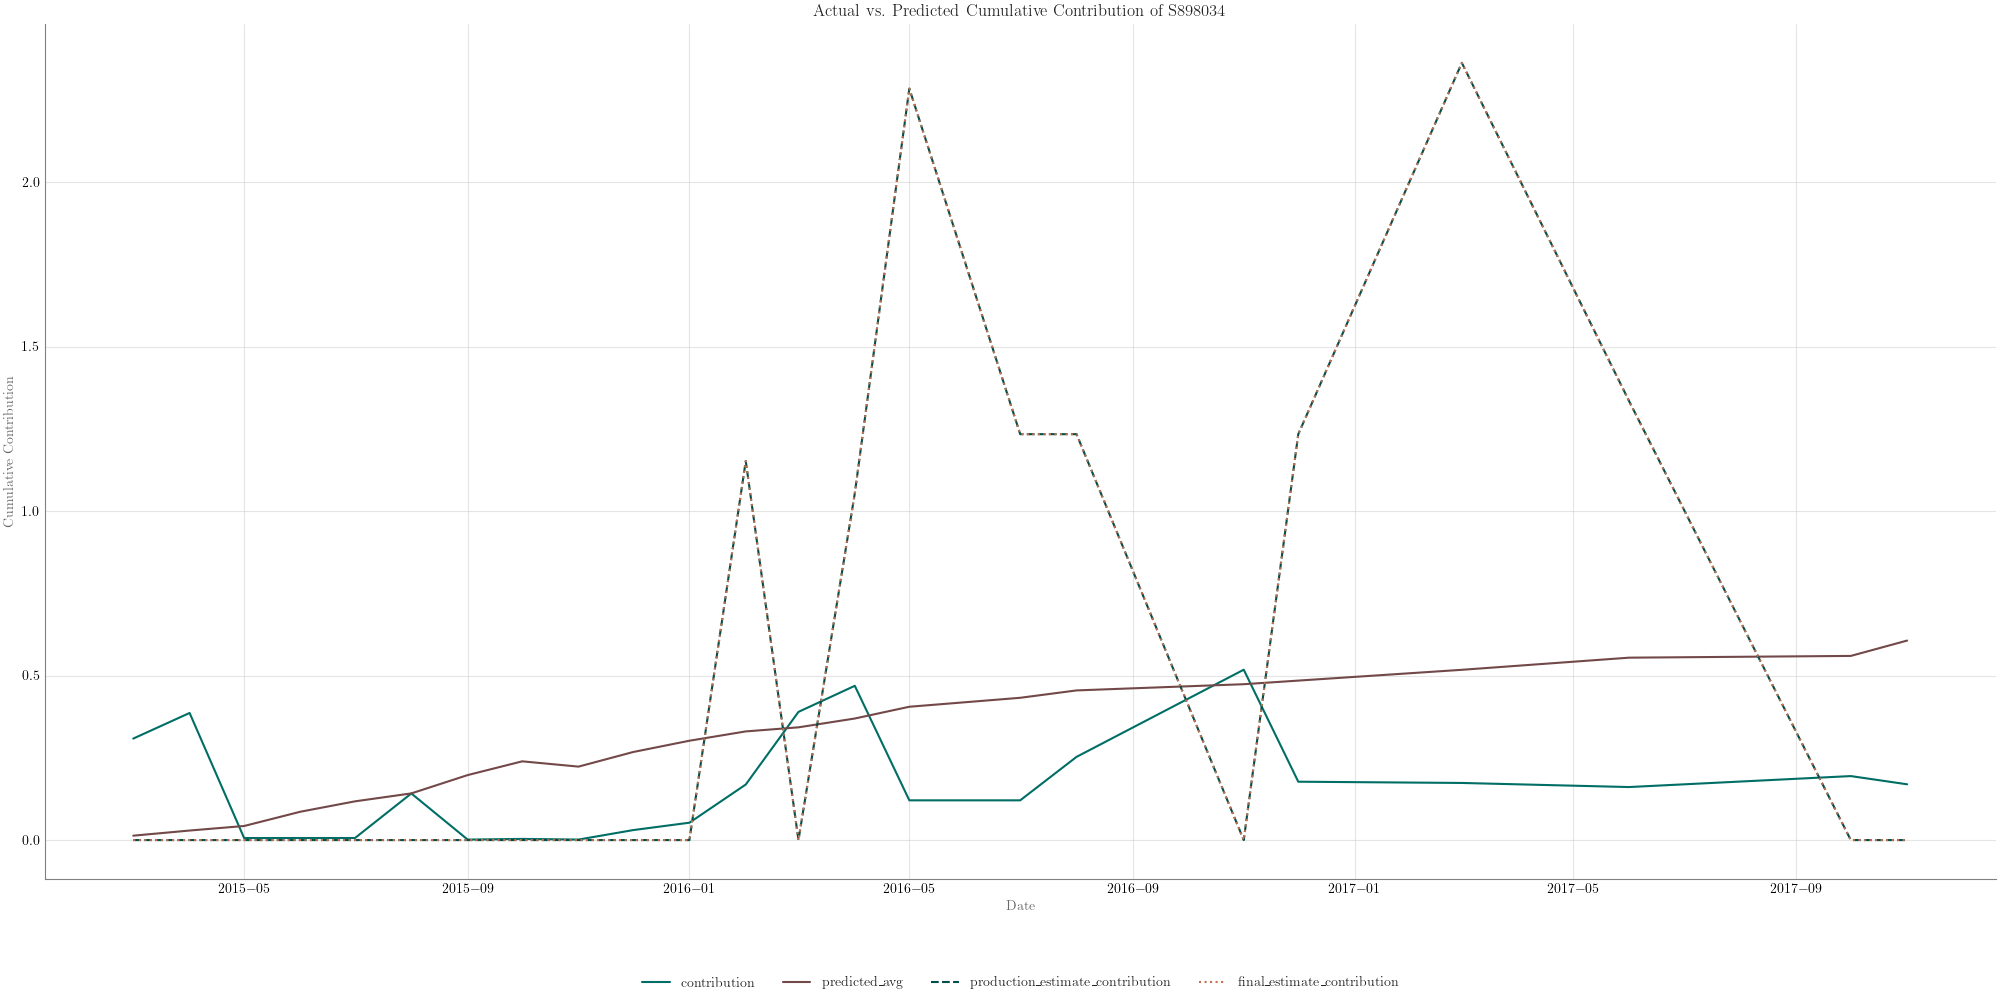 Actual vs. Predicted Cumulative Contribution of S898034
Cumulative Contribution
2.0
1.5
1.0
0.5
0.0
2015−05 2015−09 2016−01 2016−05 2016−09 2017−01 2017−05 2017−09
Date
contribution predicted_avg production_estimate_contribution final_estimate_contribution